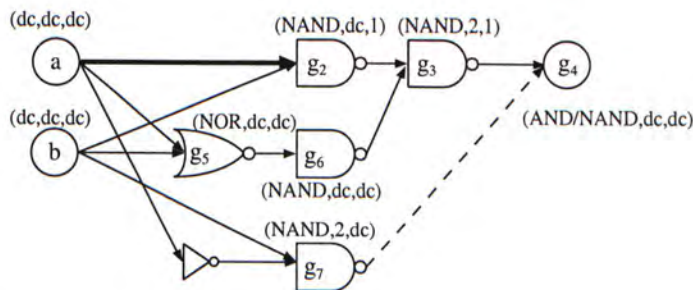 (dc,dc,dc)
(NAND,dc,1)
(NAND,2,1)
a
g2
g3
g4
(dc,dc,dc)
(NOR,dc,dc)
(AND/NAND,dc,dc)
b
g5
g6
(NAND,dc,dc)
(NAND,2,dc)
g7